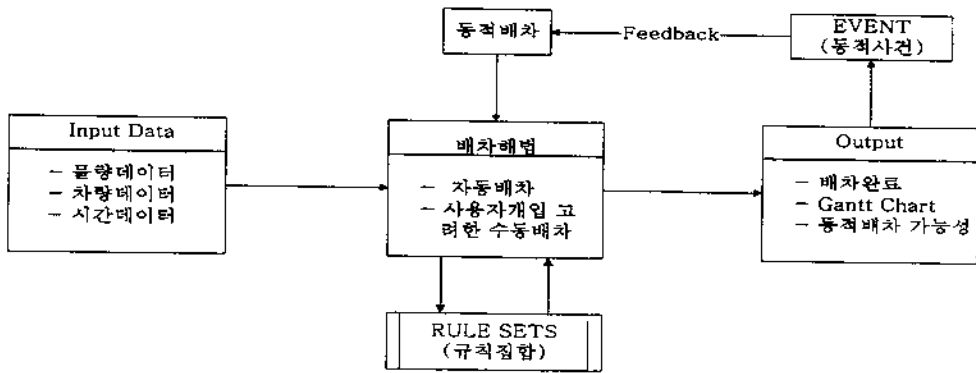 동적배차
Feedback
EVENT
(동적사건)
Input Data
- 물량데이터
- 차량데이터
- 시간데이터
배차해법
- 자동배차
- 사용자개입 고
려한 수동배차
Output
- 배차완료
- Gantt Chart
- 동적배차 가능성
RULE SETS
(규칙집합)